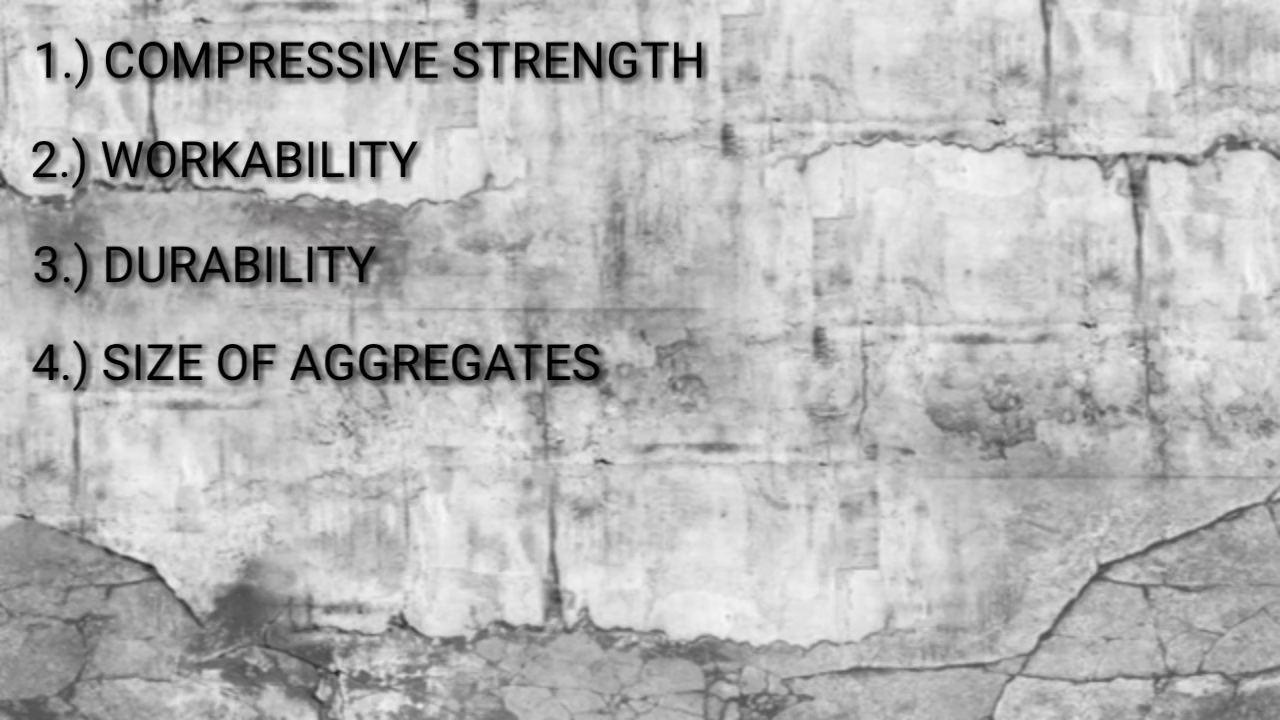 1.) COMPRESSIVE STRENGTH
2.) WORKABILITY
3.) DURABILITY
4.) SIZE OF AGGREGATES